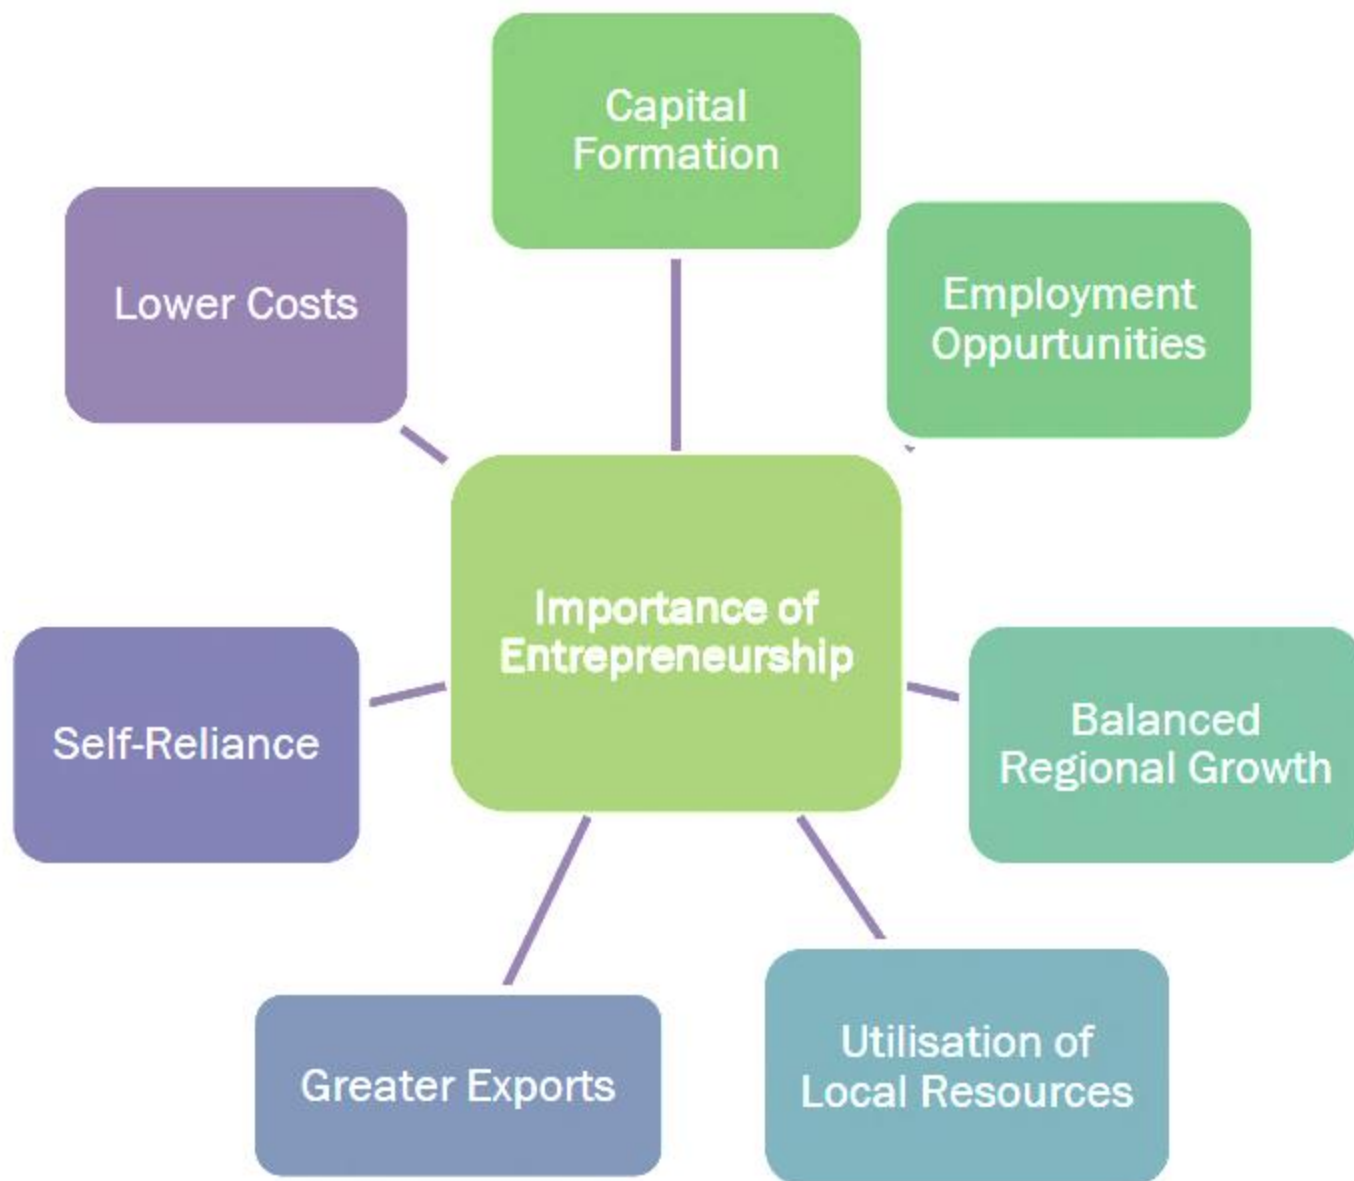 Capital
Formation
Lower Costs
Employment
Oppurtunities
Importance of
Entrepreneurship
Self-Reliance
Balanced
Regional Growth
Greater Exports
Utilisation of
Local Resources